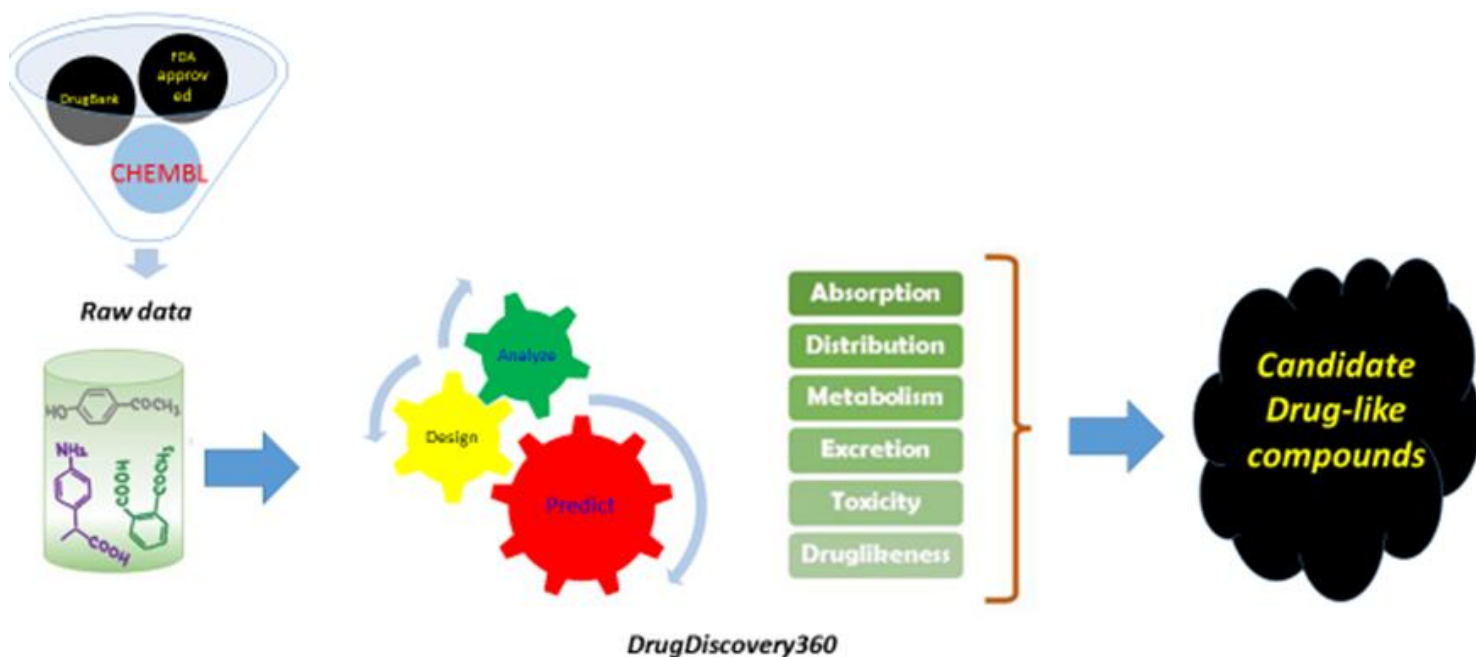 FDA
approv
ed
DrugBank
CHEMBL
Raw data
HO
COCH₃
NH₂
COOH
COOH
COCH₃
Analyze
Design
Predict
Absorption
Distribution
Metabolism
Excretion
Toxicity
Druglikeness
Candidate
Drug-like
compounds
DrugDiscovery360